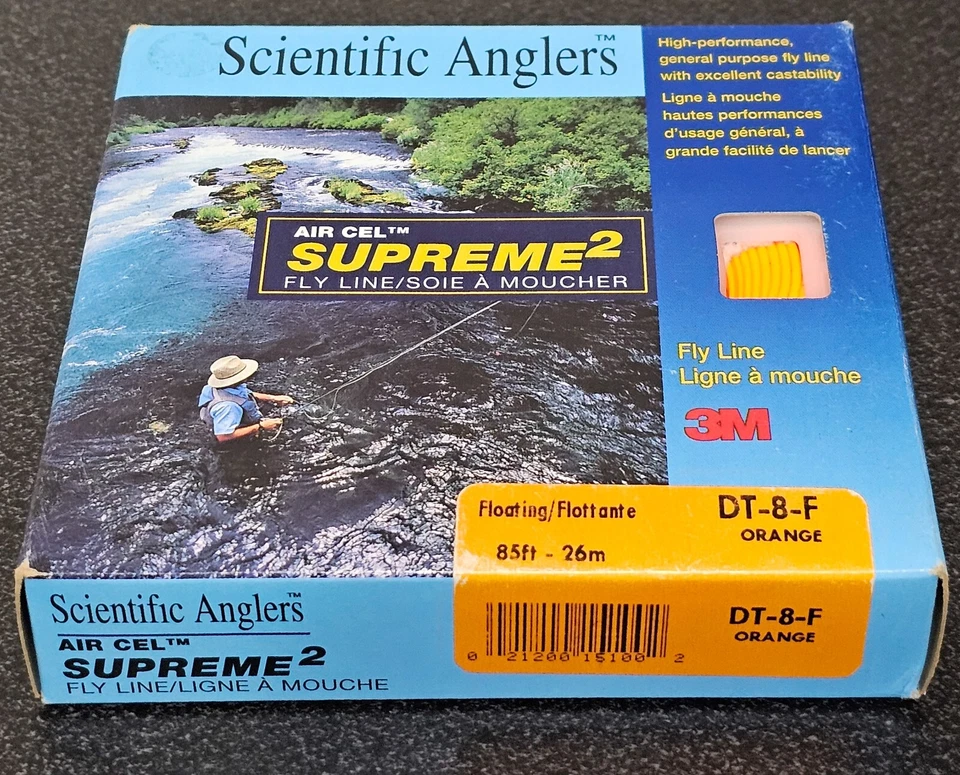 Scientific Anglers™
High-performance,
general purpose fly line
with excellent castability
Ligne à mouche
hautes performances
d'usage général, à
grande facilité de lancer
AIR CEL™
SUPREME²
FLY LINE/SOIE À MOUCHER
Fly Line
Ligne à mouche
3M
Floating/Flottante
DT-8-F
ORANGE
85ft - 26m
Scientific Anglers™
AIR CEL™
SUPREME²
FLY LINE/LIGNE À MOUCHE
DT-8-F
ORANGE
0 21200 15100 2